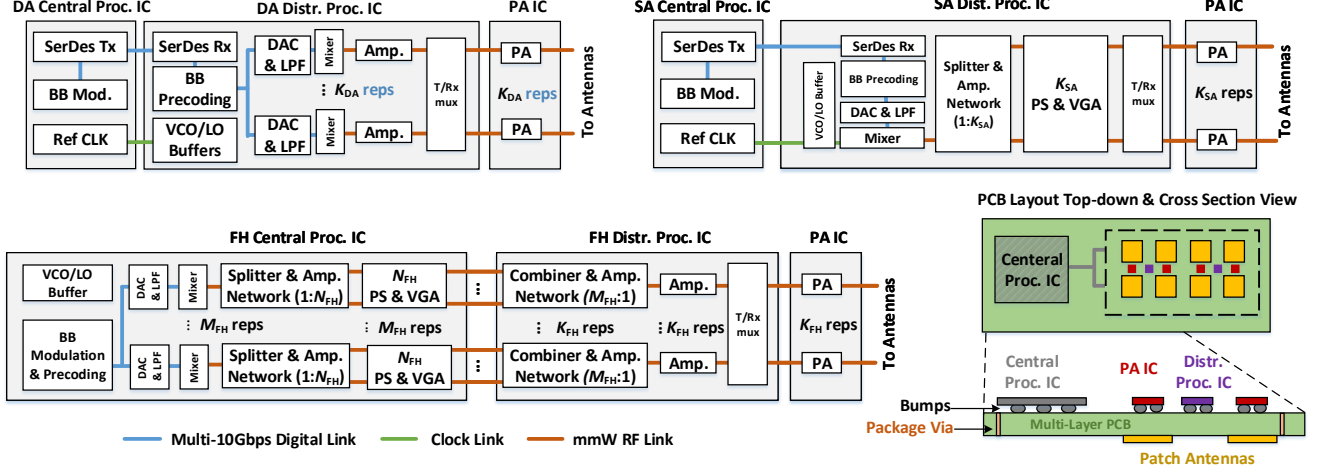 DA Central Proc. IC
SerDes Tx
BB Mod.
Ref CLK
DA Distr. Proc. IC
SerDes Rx
BB
Precoding
VCO/LO
Buffers
DAC
& LPF
Mixer
Amp.
⋮ KDA reps
DAC
& LPF
Mixer
Amp.
T/Rx
mux
PA IC
PA
KDA reps
PA
To Antennas
SA Central Proc. IC
SerDes Tx
BB Mod.
Ref CLK
SA Distr. Proc. IC
VCO/LO Buffer
SerDes Rx
BB Precoding
DAC & LPF
Mixer
Splitter &
Amp.
Network
(1:KSA)
KSA
PS & VGA
T/Rx
mux
PA IC
PA
KSA reps
PA
To Antennas
FH Central Proc. IC
VCO/LO
Buffer
BB
Modulation
& Precoding
DAC
& LPF
Mixer
Splitter & Amp.
Network (1:NFH)
NFH
PS & VGA
⋮
⋮ MFH reps
⋮ MFH reps
DAC
& LPF
Mixer
Splitter & Amp.
Network (1:NFH)
NFH
PS & VGA
⋮
FH Distr. Proc. IC
Combiner & Amp.
Network (MFH:1)
Amp.
⋮ KFH reps
⋮ KFH reps
Combiner & Amp.
Network (MFH:1)
Amp.
T/Rx
mux
PA IC
PA
KFH reps
PA
To Antennas
Multi-10Gbps Digital Link
Clock Link
mmW RF Link
PCB Layout Top-down & Cross Section View
Centeral
Proc. IC
Central
Proc. IC
PA IC
Distr.
Proc. IC
Bumps
Package Via
Multi-Layer PCB
Patch Antennas